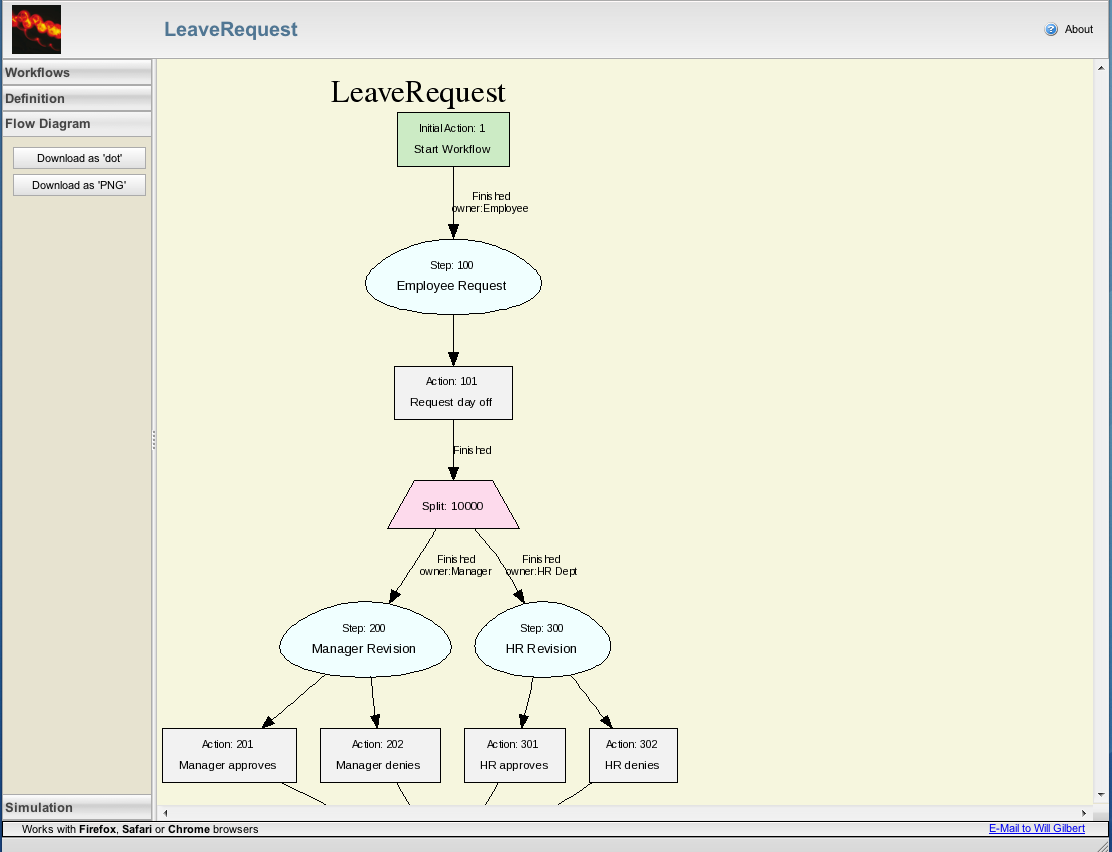 LeaveRequest
About
Workflows
Definition
Flow Diagram
Download as 'dot'
Download as 'PNG'
Simulation
LeaveRequest
Initial Action: 1
Start Workflow
Finished
owner:Employee
Step: 100
Employee Request
Action: 101
Request day off
Finished
Split: 10000
Finished
owner:Manager
Finished
owner:HR Dept
Step: 200
Manager Revision
Step: 300
HR Revision
Action: 201
Manager approves
Action: 202
Manager denies
Action: 301
HR approves
Action: 302
HR denies
Works with Firefox, Safari or Chrome browsers
E-Mail to Will Gilbert